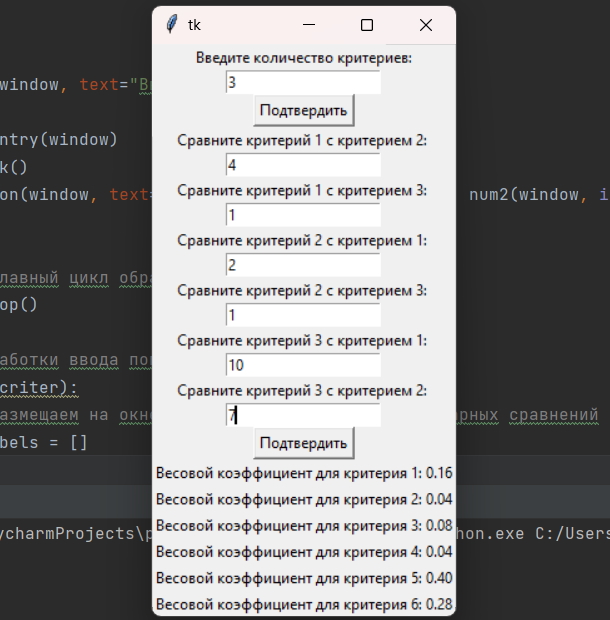 tk
Введите количество критериев:
window, text="В
3
Подтвердить
ntry(window)
Сравните критерий 1 с критерием 2:
k()
4
on(window, text=
num2(window, i
Сравните критерий 1 с критерием 3:
1
Сравните критерий 2 с критерием 1:
2
лавный цикл обра
Сравните критерий 2 с критерием 3:
op()
1
Сравните критерий 3 с критерием 1:
аботки ввода по
10
criter):
Сравните критерий 3 с критерием 2:
азмещаем на окн
7
арных сравнений
bels = []
Подтвердить
Весовой коэффициент для критерия 1: 0.16
Весовой коэффициент для критерия 2: 0.04
Весовой коэффициент для критерия 3: 0.08
ycharmProjects\p
hon.exe C:/Users
Весовой коэффициент для критерия 4: 0.04
Весовой коэффициент для критерия 5: 0.40
Весовой коэффициент для критерия 6: 0.28